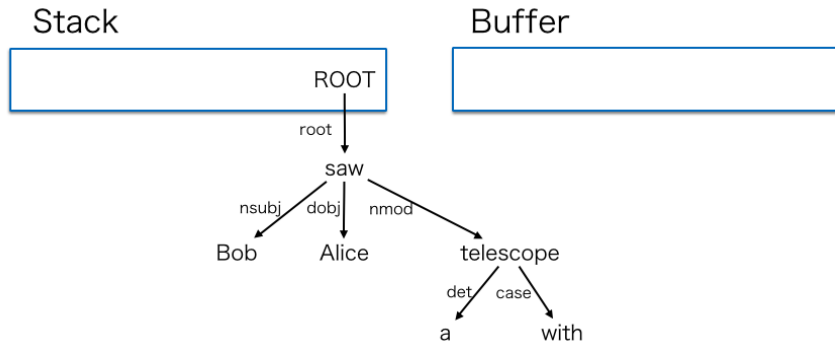 Stack Buffer
ROOT
root
saw
nsubj dobj nmod
Bob Alice telescope
det case
a with